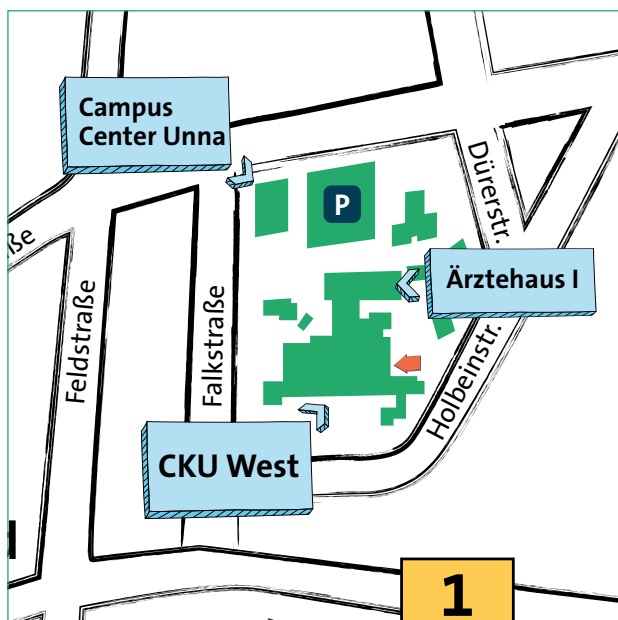 Campus
Center Unna
P
Dürerstr.
Ärztehaus I
Feldstraße
Falkstraße
Holbeinstr.
CKU West
1